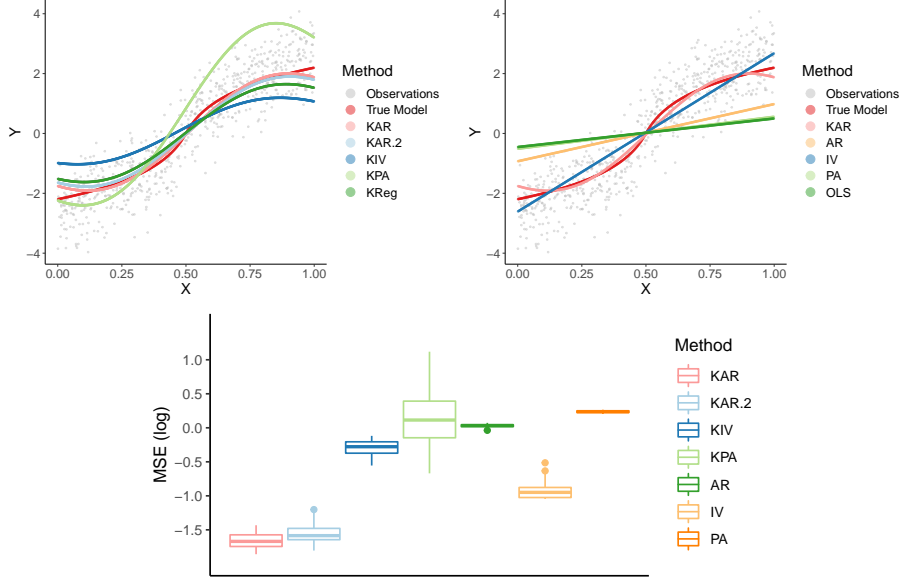 4
2
0
−2
−4
Y
0.00
0.25
0.50
0.75
1.00
X
Method
Observations
True Model
KAR
KAR.2
KIV
KPA
KReg
4
2
0
−2
−4
Y
0.00
0.25
0.50
0.75
1.00
X
Method
Observations
True Model
KAR
AR
IV
PA
OLS
1.0
0.5
0.0
−0.5
−1.0
−1.5
MSE (log)
Method
KAR
KAR.2
KIV
KPA
AR
IV
PA